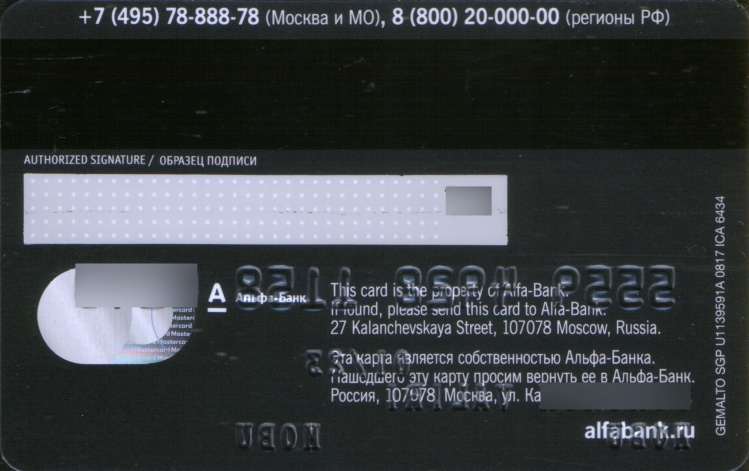 +7 (495) 78-888-78 (Москва и МО), 8 (800) 20-000-00 (регионы РФ)
AUTHORIZED SIGNATURE / ОБРАЗЕЦ ПОДПИСИ
А Альфа-Банк
This card is the property of Alfa-Bank.
If found, please send this card to Alfa-Bank.
27 Kalanchevskaya Street, 107078 Moscow, Russia.
Эта карта является собственностью Альфа-Банка.
Нашедшего эту карту просим вернуть ее в Альфа-Банк.
Россия, 107078, Москва, ул. Ка
alfabank.ru
GEMALTO SGP U1139591A 0817 ICA 6434